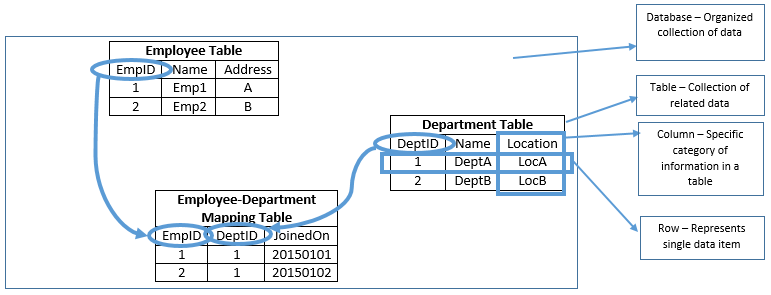 Database – Organized
collection of data
Employee Table
EmpID Name Address
1 Emp1 A
2 Emp2 B
Table – Collection of
related data
Department Table
DeptID Name Location
1 DeptA LocA
2 DeptB LocB
Column – Specific
category of
information in a
table
Employee-Department
Mapping Table
EmpID DeptID JoinedOn
1 1 20150101
2 1 20150102
Row – Represents
single data item